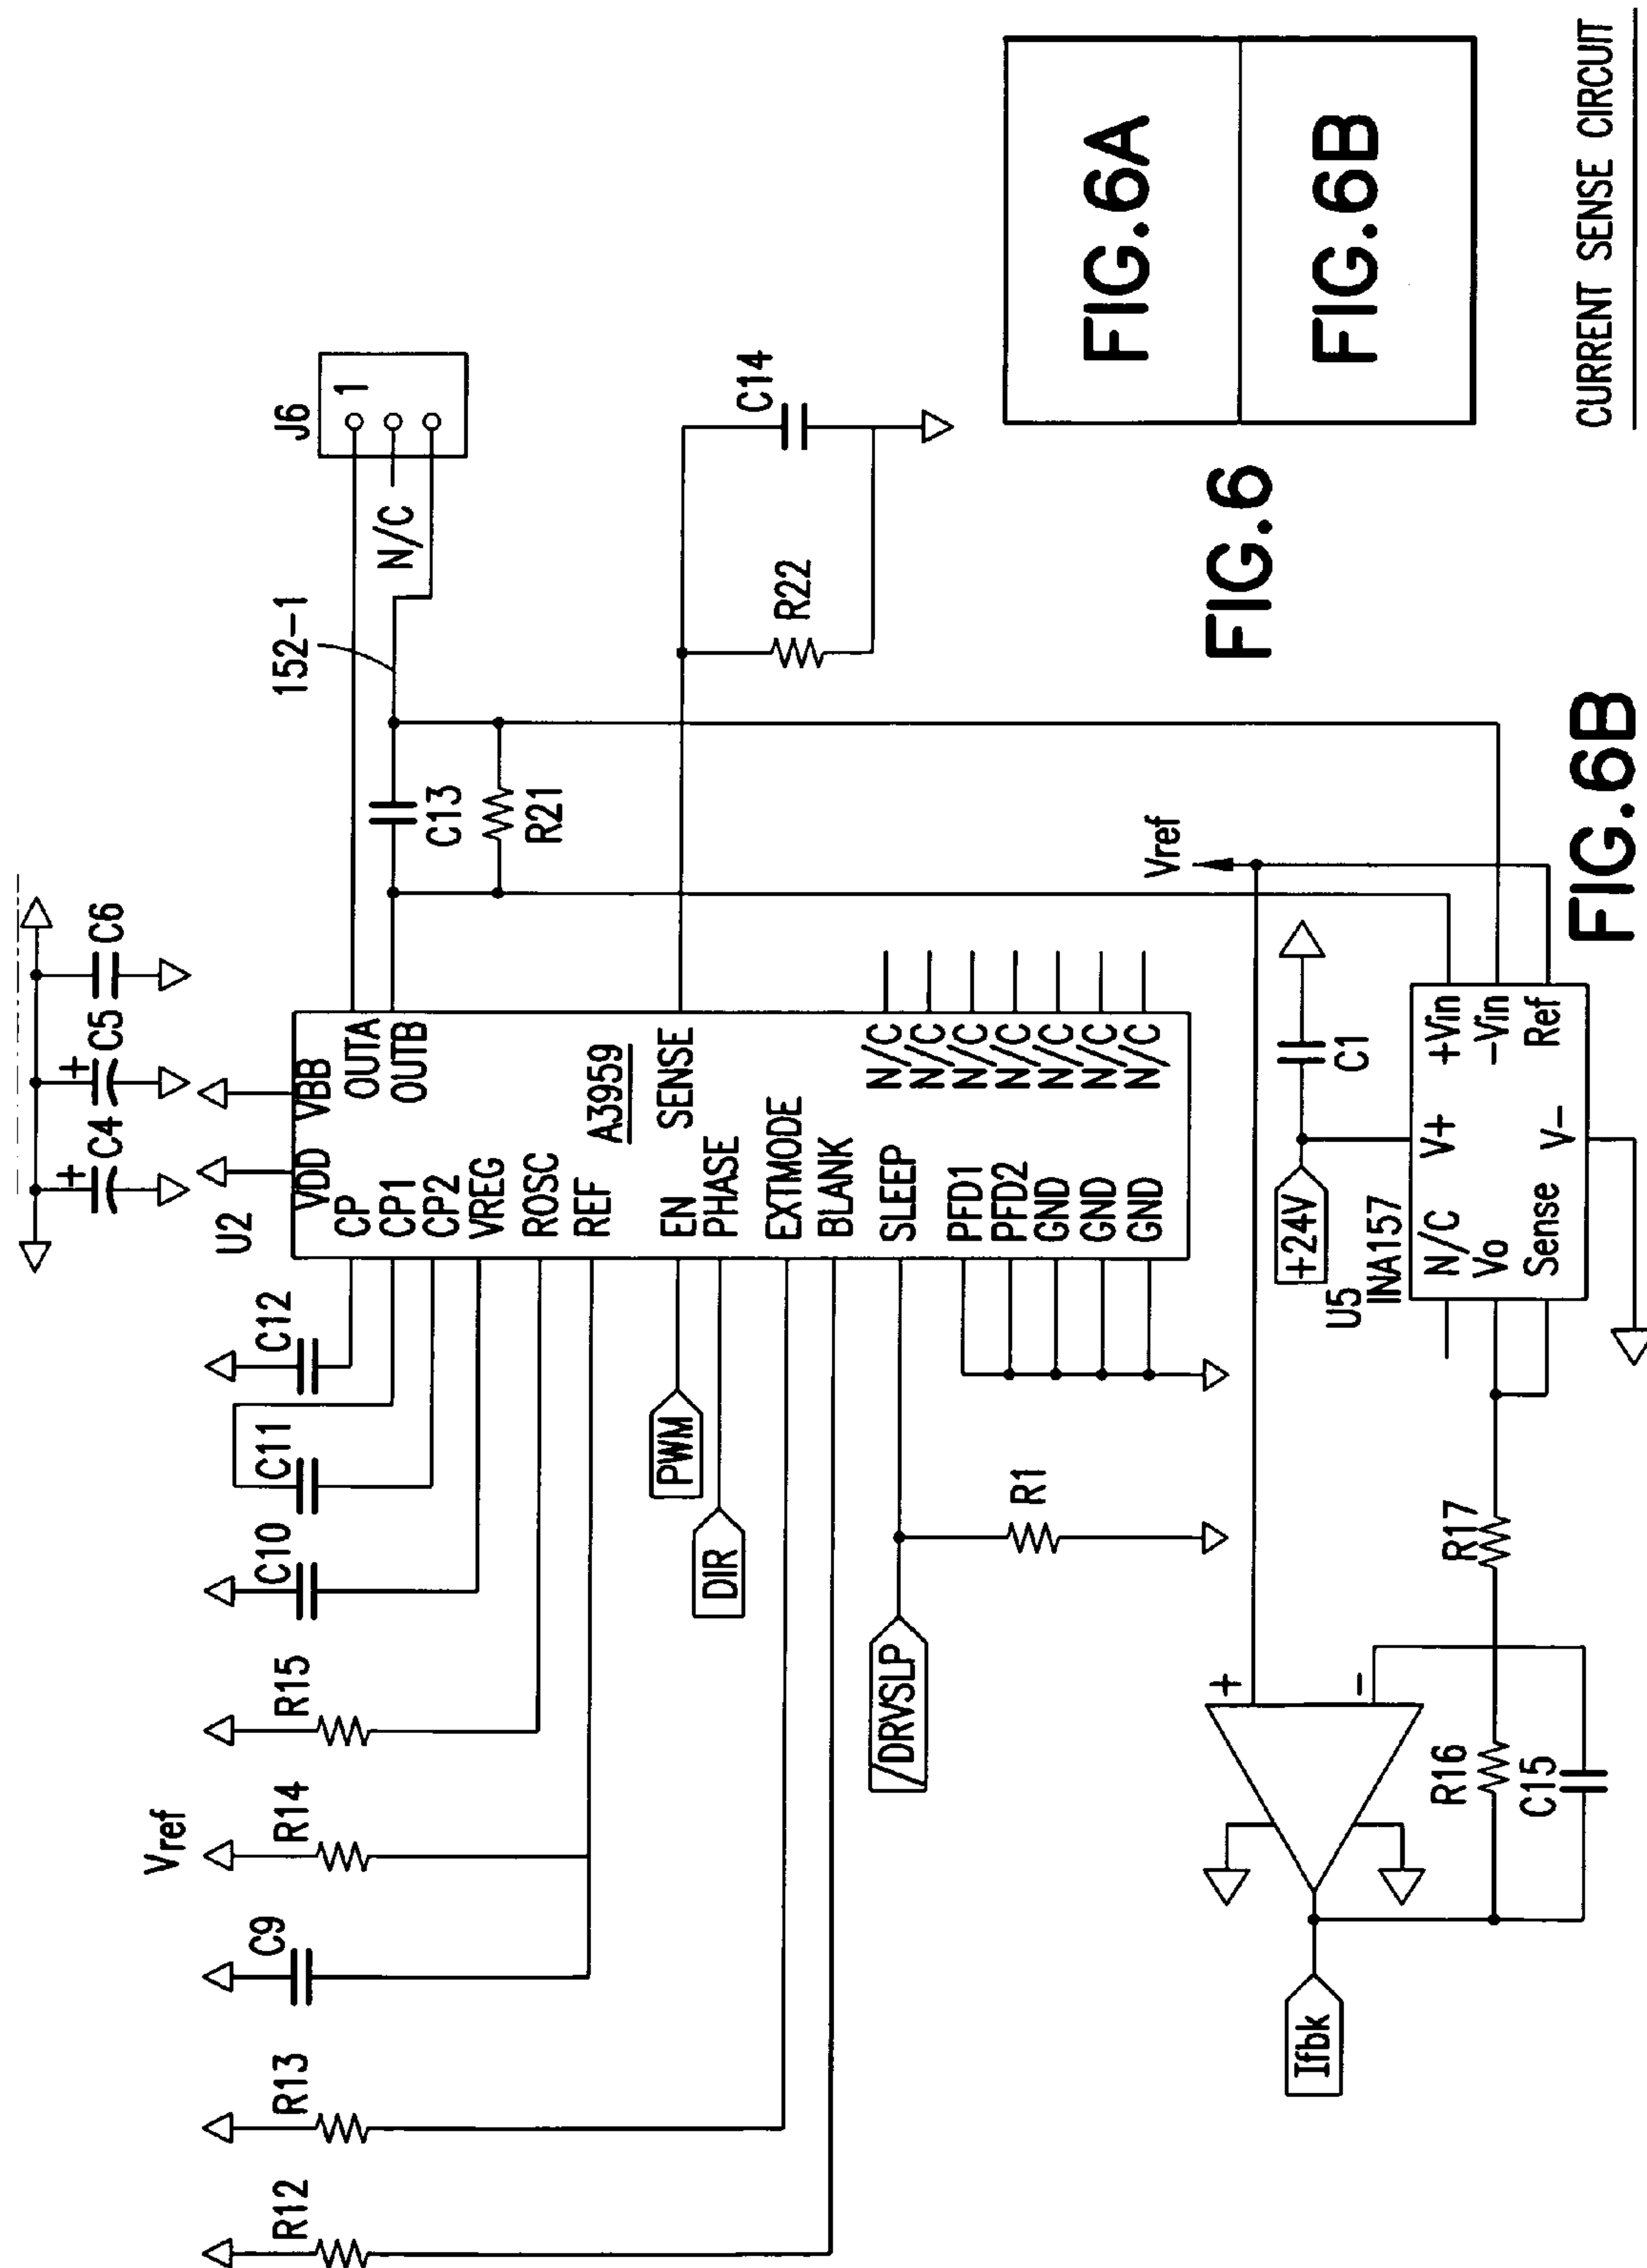 C4
+
C5
+
C6
Vref
R12
R13
C9
R14
R15
C10
C11
C12
U2
VDD
VBB
CP
CP1
CP2
VREG
ROSC
REF
EN
PHASE
EXTMODE
BLANK
SLEEP
PFD1
PFD2
GND
GND
GND
A3959
OUTA
OUTB
SENSE
N/C
N/C
N/C
N/C
N/C
N/C
N/C
152-1
J6
1
N/C
C13
R21
R22
C14
PWM
DIR
/DRVSLP
R1
Vref
+24V
C1
U5
INA157
N/C
Vo
Sense
V+
V-
+Vin
-Vin
Ref
R17
+
-
R16
C15
Ifbk
FIG.6
FIG.6A
FIG.6B
FIG.6B
CURRENT SENSE CIRCUIT